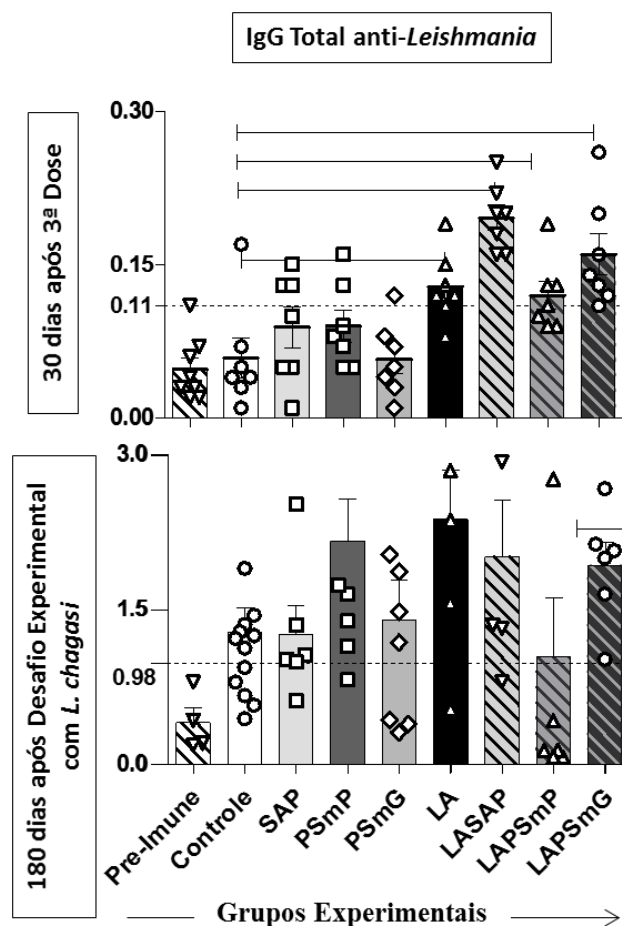 IgG Total anti-Leishmania
30 dias após 3ª Dose
0.30
0.15
0.11
0.00
180 dias após Desafio Experimental
com L. chagasi
3.0
1.5
0.98
0.0
Pre-Imune
Controle
SAP
PSmP
PSmG
LA
LASAP
LAPSmP
LAPSmG
Grupos Experimentais